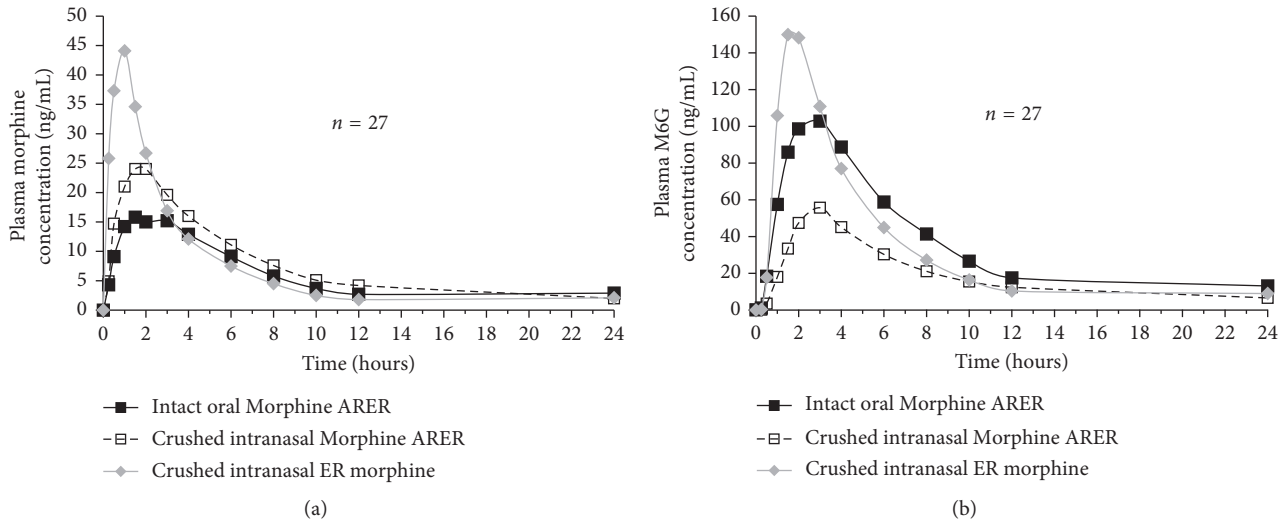 50
45
40
35
30
25
20
15
10
5
0
Plasma morphine
concentration (ng/mL)
n = 27
0 2 4 6 8 10 12 14 16 18 20 22 24
Time (hours)
Intact oral Morphine ARER
Crushed intranasal Morphine ARER
Crushed intranasal ER morphine
(a)
160
140
120
100
80
60
40
20
0
Plasma M6G
concentration (ng/mL)
n = 27
0 2 4 6 8 10 12 14 16 18 20 22 24
Time (hours)
Intact oral Morphine ARER
Crushed intranasal Morphine ARER
Crushed intranasal ER morphine
(b)